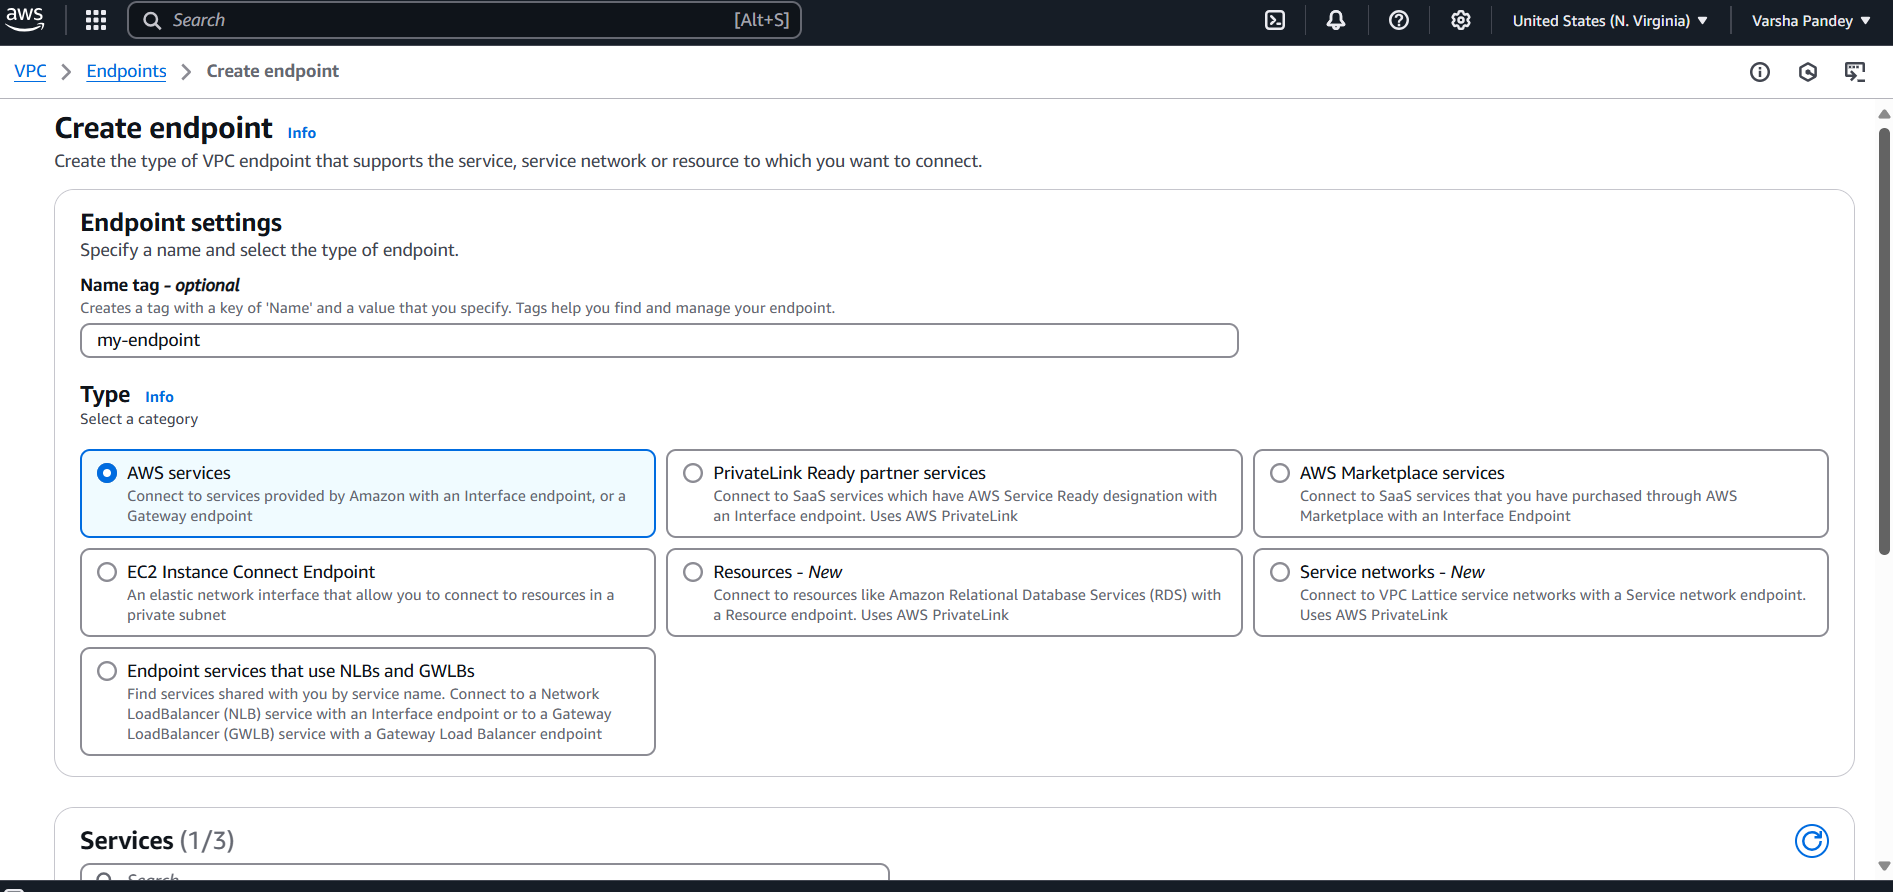 aws
Search
[Alt+S]
United States (N. Virginia) ▼
Varsha Pandey ▼
VPC > Endpoints > Create endpoint
Create endpoint Info
Create the type of VPC endpoint that supports the service, service network or resource to which you want to connect.
Endpoint settings
Specify a name and select the type of endpoint.
Name tag - optional
Creates a tag with a key of 'Name' and a value that you specify. Tags help you find and manage your endpoint.
my-endpoint
Type Info
Select a category
AWS services
Connect to services provided by Amazon with an Interface endpoint, or a
Gateway endpoint
PrivateLink Ready partner services
Connect to SaaS services which have AWS Service Ready designation with
an Interface endpoint. Uses AWS PrivateLink
AWS Marketplace services
Connect to SaaS services that you have purchased through AWS
Marketplace with an Interface Endpoint
EC2 Instance Connect Endpoint
An elastic network interface that allow you to connect to resources in a
private subnet
Resources - New
Connect to resources like Amazon Relational Database Services (RDS) with
a Resource endpoint. Uses AWS PrivateLink
Service networks - New
Connect to VPC Lattice service networks with a Service network endpoint.
Uses AWS PrivateLink
Endpoint services that use NLBs and GWLBs
Find services shared with you by service name. Connect to a Network
LoadBalancer (NLB) service with an Interface endpoint or to a Gateway
LoadBalancer (GWLB) service with a Gateway Load Balancer endpoint
Services (1/3)
Search